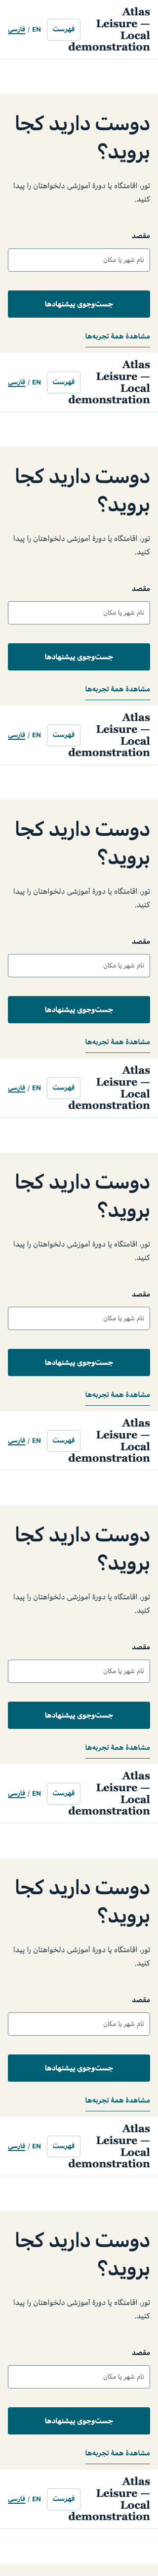 Atlas
Leisure —
Local
demonstration
فهرست
EN / فارسی
دوست دارید کجا
بروید؟
تور، اقامتگاه یا دورهٔ آموزشی دلخواهتان را پیدا
کنید.
مقصد
نام شهر یا مکان
جست‌وجوی پیشنهادها
مشاهدهٔ همهٔ تجربه‌ها
Atlas
Leisure —
Local
demonstration
فهرست
EN / فارسی
دوست دارید کجا
بروید؟
تور، اقامتگاه یا دورهٔ آموزشی دلخواهتان را پیدا
کنید.
مقصد
نام شهر یا مکان
جست‌وجوی پیشنهادها
مشاهدهٔ همهٔ تجربه‌ها
Atlas
Leisure —
Local
demonstration
فهرست
EN / فارسی
دوست دارید کجا
بروید؟
تور، اقامتگاه یا دورهٔ آموزشی دلخواهتان را پیدا
کنید.
مقصد
نام شهر یا مکان
جست‌وجوی پیشنهادها
مشاهدهٔ همهٔ تجربه‌ها
Atlas
Leisure —
Local
demonstration
فهرست
EN / فارسی
دوست دارید کجا
بروید؟
تور، اقامتگاه یا دورهٔ آموزشی دلخواهتان را پیدا
کنید.
مقصد
نام شهر یا مکان
جست‌وجوی پیشنهادها
مشاهدهٔ همهٔ تجربه‌ها
Atlas
Leisure —
Local
demonstration
فهرست
EN / فارسی
دوست دارید کجا
بروید؟
تور، اقامتگاه یا دورهٔ آموزشی دلخواهتان را پیدا
کنید.
مقصد
نام شهر یا مکان
جست‌وجوی پیشنهادها
مشاهدهٔ همهٔ تجربه‌ها
Atlas
Leisure —
Local
demonstration
فهرست
EN / فارسی
دوست دارید کجا
بروید؟
تور، اقامتگاه یا دورهٔ آموزشی دلخواهتان را پیدا
کنید.
مقصد
نام شهر یا مکان
جست‌وجوی پیشنهادها
مشاهدهٔ همهٔ تجربه‌ها
Atlas
Leisure —
Local
demonstration
فهرست
EN / فارسی
دوست دارید کجا
بروید؟
تور، اقامتگاه یا دورهٔ آموزشی دلخواهتان را پیدا
کنید.
مقصد
نام شهر یا مکان
جست‌وجوی پیشنهادها
مشاهدهٔ همهٔ تجربه‌ها
Atlas
Leisure —
Local
demonstration
فهرست
EN / فارسی